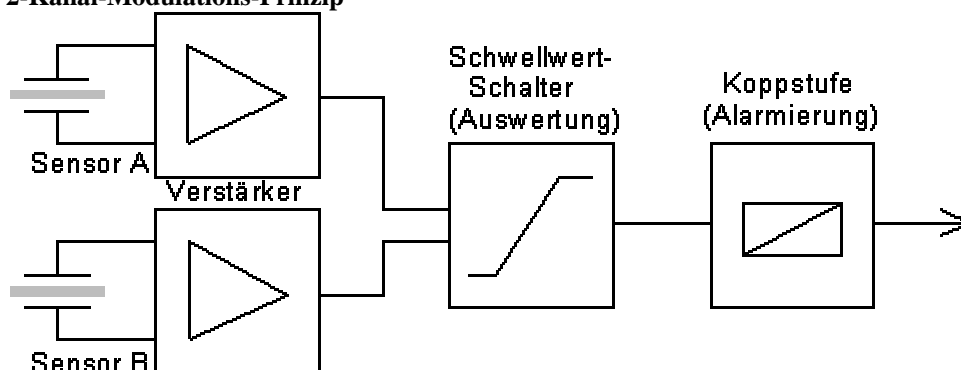 2-Kanal-Modulations-Prinzip
Schwellwert-
Schalter
(Auswertung)
Koppstufe
(Alarmierung)
Sensor A
Verstärker
Sensor B